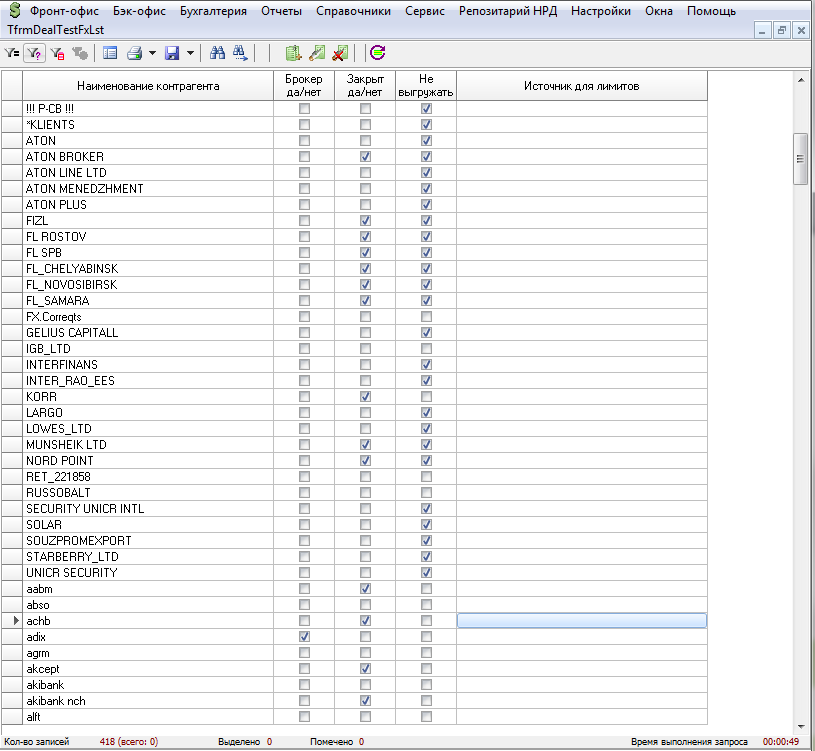 Фронт-офис Бэк-офис Бухгалтерия Отчеты Справочники Сервис Репозитарий НРД Настройки Окна Помощь
TfrmDealTestFxLst
Наименование контрагента Брокер да/нет Закрыт да/нет Не выгружать Источник для лимитов
!!! P-CB !!!
*KLIENTS
ATON
ATON BROKER
ATON LINE LTD
ATON MENEDZHMENT
ATON PLUS
FIZL
FL ROSTOV
FL SPB
FL_CHELYABINSK
FL_NOVOSIBIRSK
FL_SAMARA
FX.Correqts
GELIUS CAPITALL
IGB_LTD
INTERFINANS
INTER_RAO_EES
KORR
LARGO
LOWES_LTD
MUNSHEIK LTD
NORD POINT
RET_221858
RUSSOBALT
SECURITY UNICR INTL
SOLAR
SOUZPROMEXPORT
STARBERRY_LTD
UNICR SECURITY
aabm
abso
achb
adix
agrm
akcept
akibank
akibank nch
alft
Кол-во записей 418 (всего: 0) Выделено 0 Помечено 0 Время выполнения запроса 00:00:49